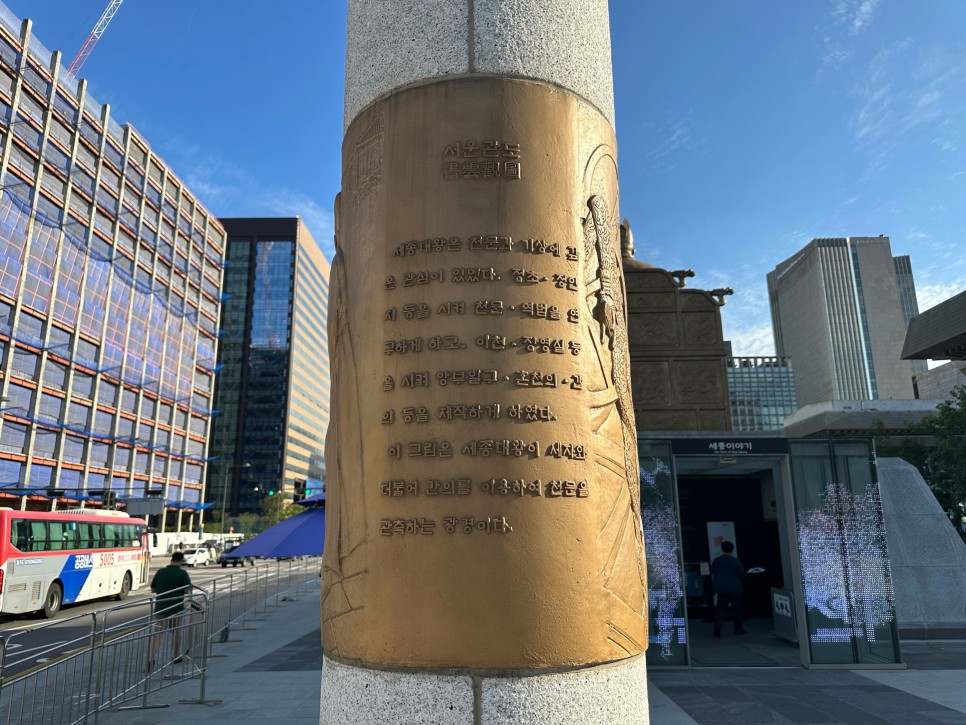 서운관도
書雲觀圖
세종대왕은 천문과 기상에 깊
은 관심이 있었다. 정초·정인
지 등을 시켜 천문·역법을 연
구하게 하고, 이천·장영실 등
을 시켜 앙부일구·혼천의·간
의 등을 제작하게 하였다.
이 그림은 세종대왕이 세자와
더불어 간의를 이용하여 천문을
관측하는 광경이다.
세종이야기
공항버스 5005